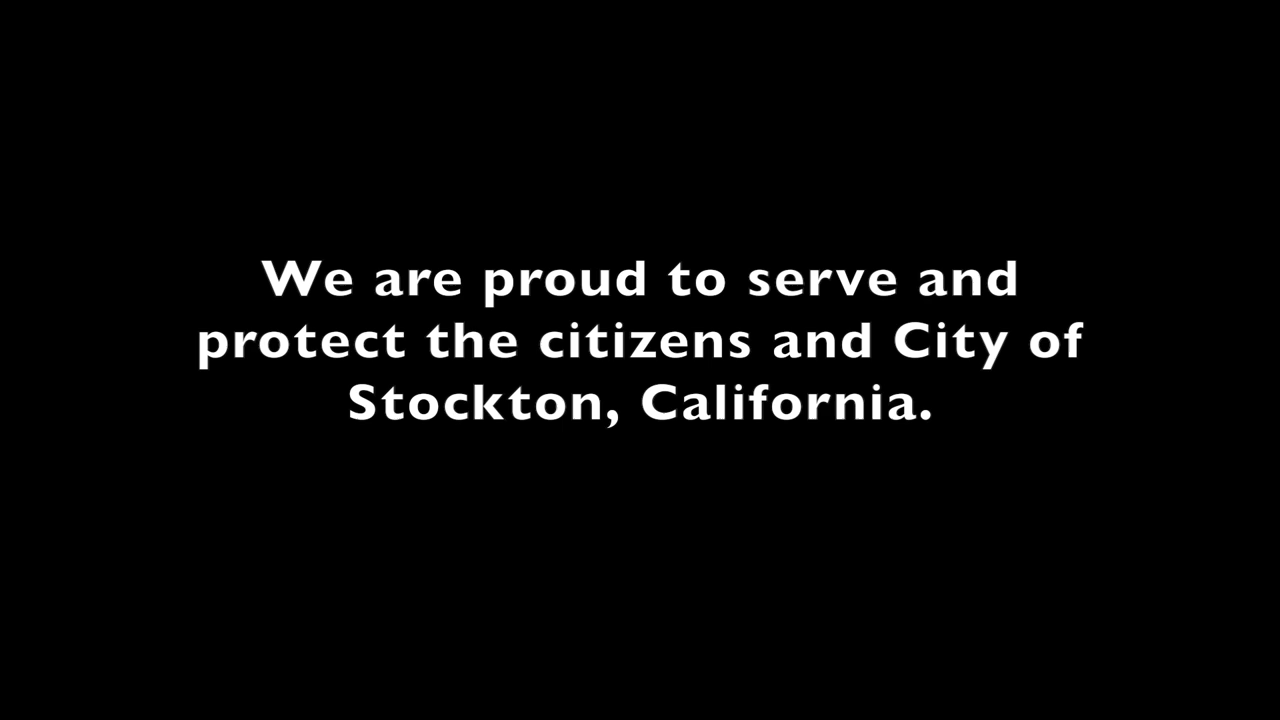 We are proud to serve and
protect the citizens and City of
Stockton, California.